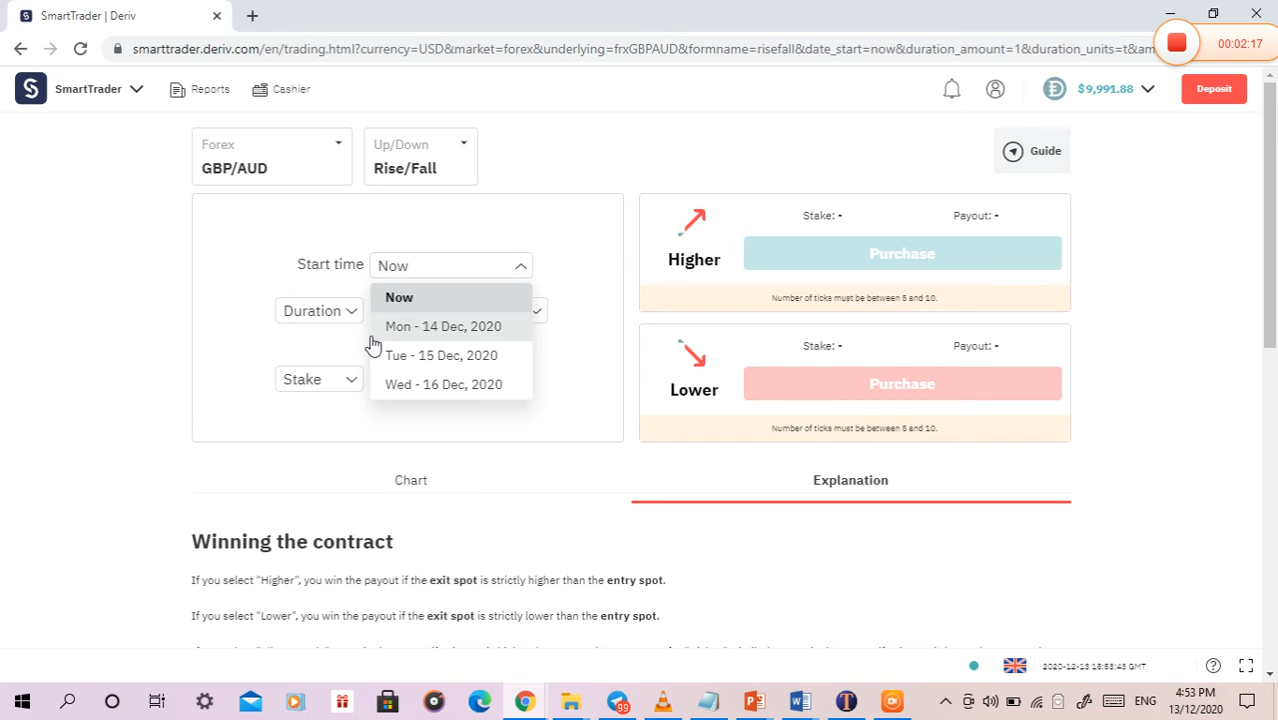 SmartTrader | Deriv
smarttrader.deriv.com/en/trading.html?currency=USD&market=forex&underlying=frxGBPAUD&formname=risefall&date_start=now&duration_amount=1&duration_units=t&am
00:02:17
SmartTrader
Reports
Cashier
$9,991.88
Deposit
Forex
GBP/AUD
Up/Down
Rise/Fall
Guide
Start time
Now
Now
Mon - 14 Dec, 2020
Tue - 15 Dec, 2020
Wed - 16 Dec, 2020
Duration
Stake
Higher
Stake: -
Payout: -
Purchase
Number of ticks must be between 5 and 10.
Lower
Stake: -
Payout: -
Purchase
Number of ticks must be between 5 and 10.
Chart
Explanation
Winning the contract
If you select "Higher", you win the payout if the exit spot is strictly higher than the entry spot.
If you select "Lower", you win the payout if the exit spot is strictly lower than the entry spot.
2020-12-13 15:53:43 GMT
ENG
4:53 PM
13/12/2020